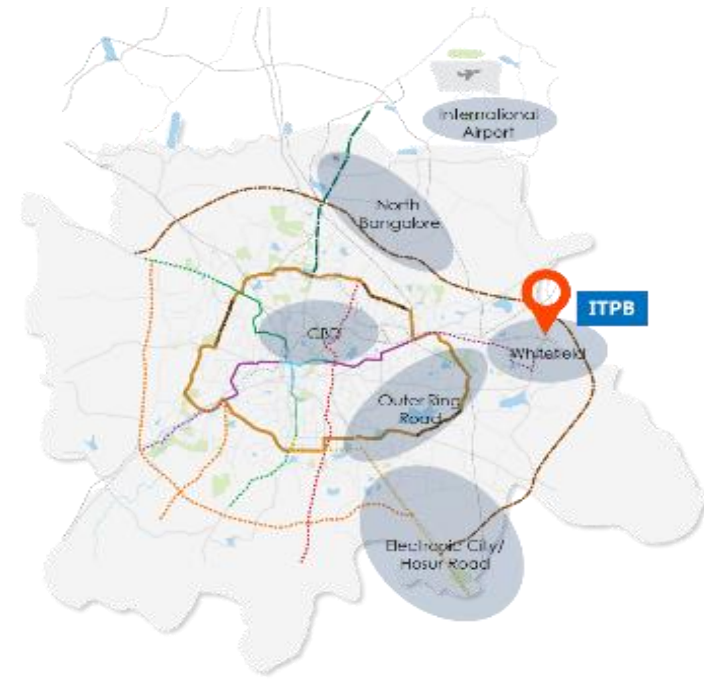 International
Airport
North
Bangalore
ITPB
CBD
Whitefield
Outer Ring
Road
Electronic City/
Hosur Road